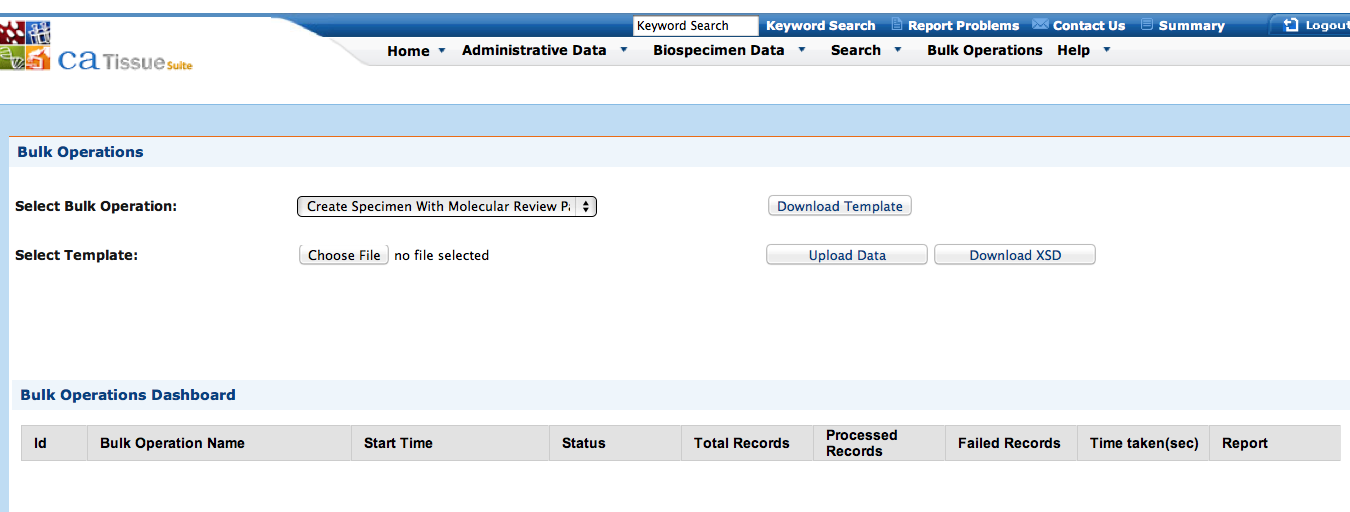 Keyword Search Keyword Search Report Problems Contact Us Summary Logout
ca Tissue Suite Home Administrative Data Biospecimen Data Search Bulk Operations Help
Bulk Operations
Select Bulk Operation: Create Specimen With Molecular Review Pa Download Template
Select Template: Choose File no file selected Upload Data Download XSD
Bulk Operations Dashboard
Id Bulk Operation Name Start Time Status Total Records Processed Records Failed Records Time taken(sec) Report